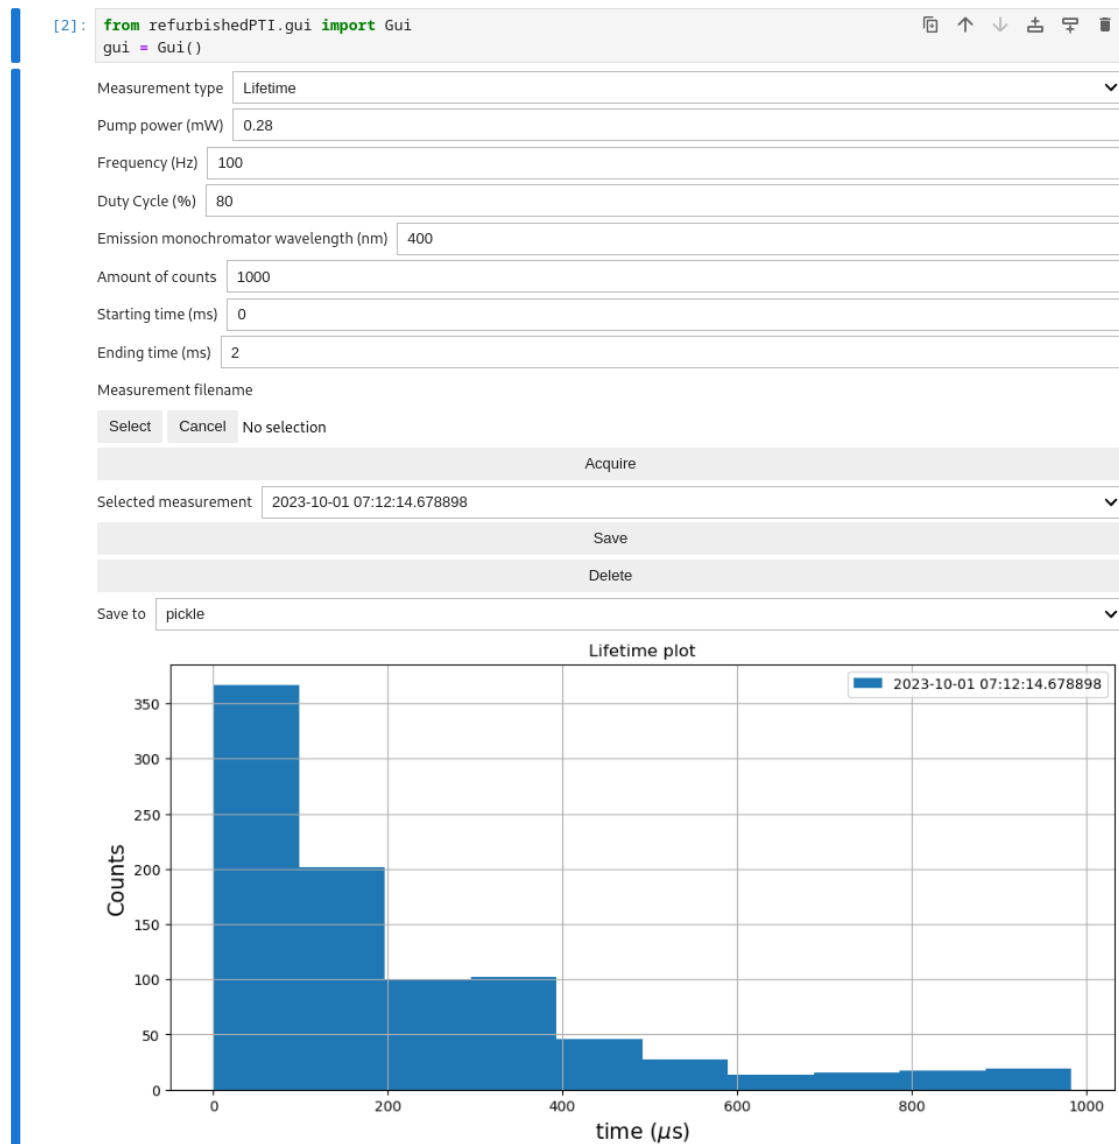 [2]: from refurbishedPTI.gui import Gui
gui = Gui()
Measurement type Lifetime
Pump power (mW) 0.28
Frequency (Hz) 100
Duty Cycle (%) 80
Emission monochromator wavelength (nm) 400
Amount of counts 1000
Starting time (ms) 0
Ending time (ms) 2
Measurement filename
Select Cancel No selection
Acquire
Selected measurement 2023-10-01 07:12:14.678898
Save
Delete
Save to pickle
Lifetime plot
2023-10-01 07:12:14.678898
350
300
250
200
150
100
50
0
Counts
0 200 400 600 800 1000
time (μs)